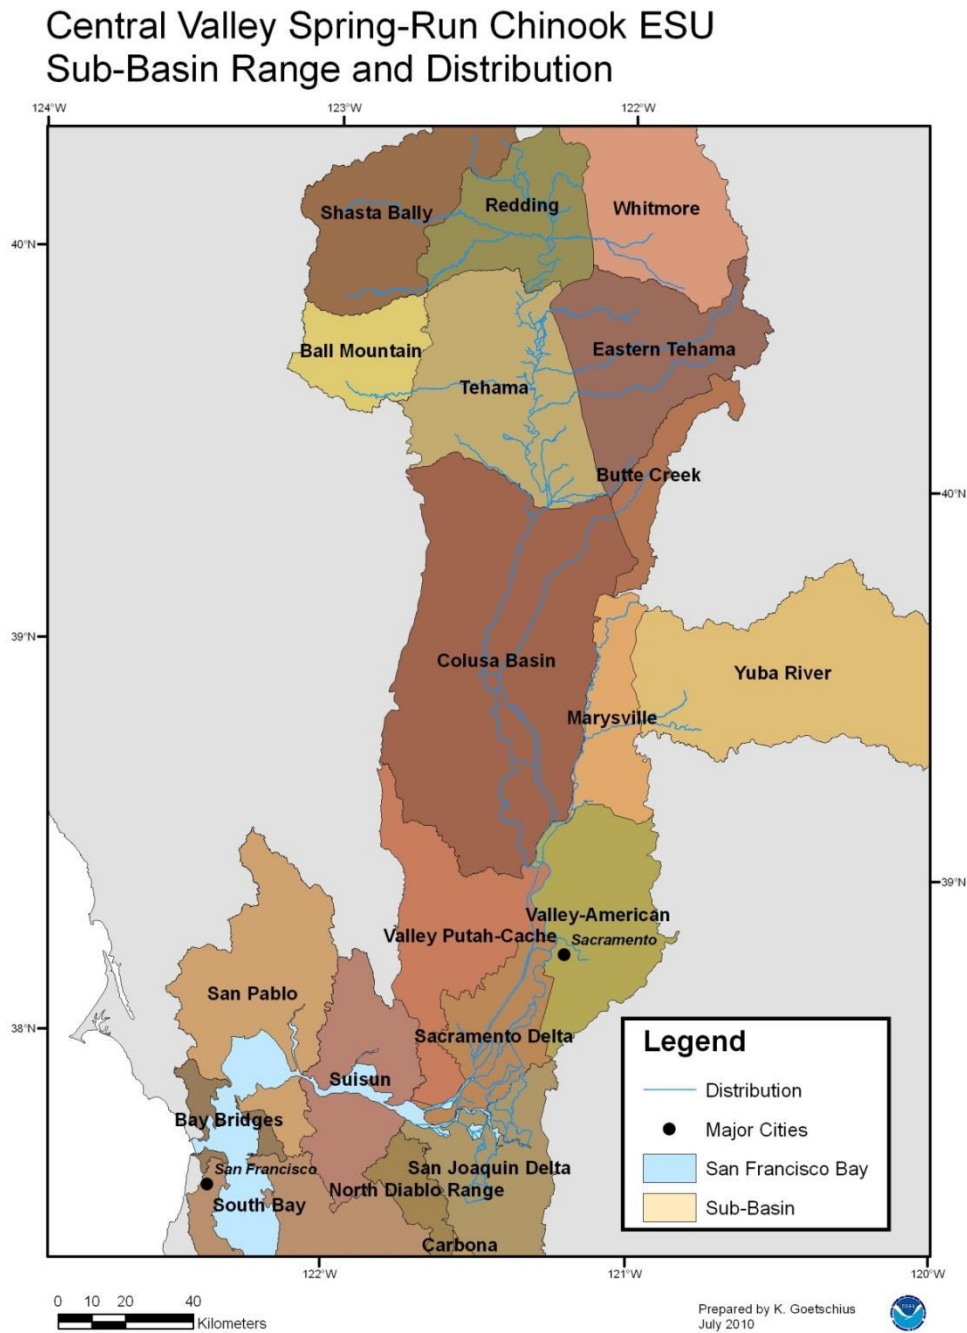 Central Valley Spring-Run Chinook ESU
Sub-Basin Range and Distribution
124°W
123°W
122°W
Shasta Bally
Redding
Whitmore
40°N
Ball Mountain
Eastern Tehama
Tehama
Butte Creek
40°N
39°N
Colusa Basin
Yuba River
Marysville
39°N
Valley-American
Valley Putah-Cache
Sacramento
San Pablo
38°N
Sacramento Delta
Suisun
Bay Bridges
San Francisco
San Joaquin Delta
North Diablo Range
South Bay
Carbona
Legend
Distribution
Major Cities
San Francisco Bay
Sub-Basin
122°W
121°W
120°W
0 10 20 40
Kilometers
Prepared by K. Goetschius
July 2010